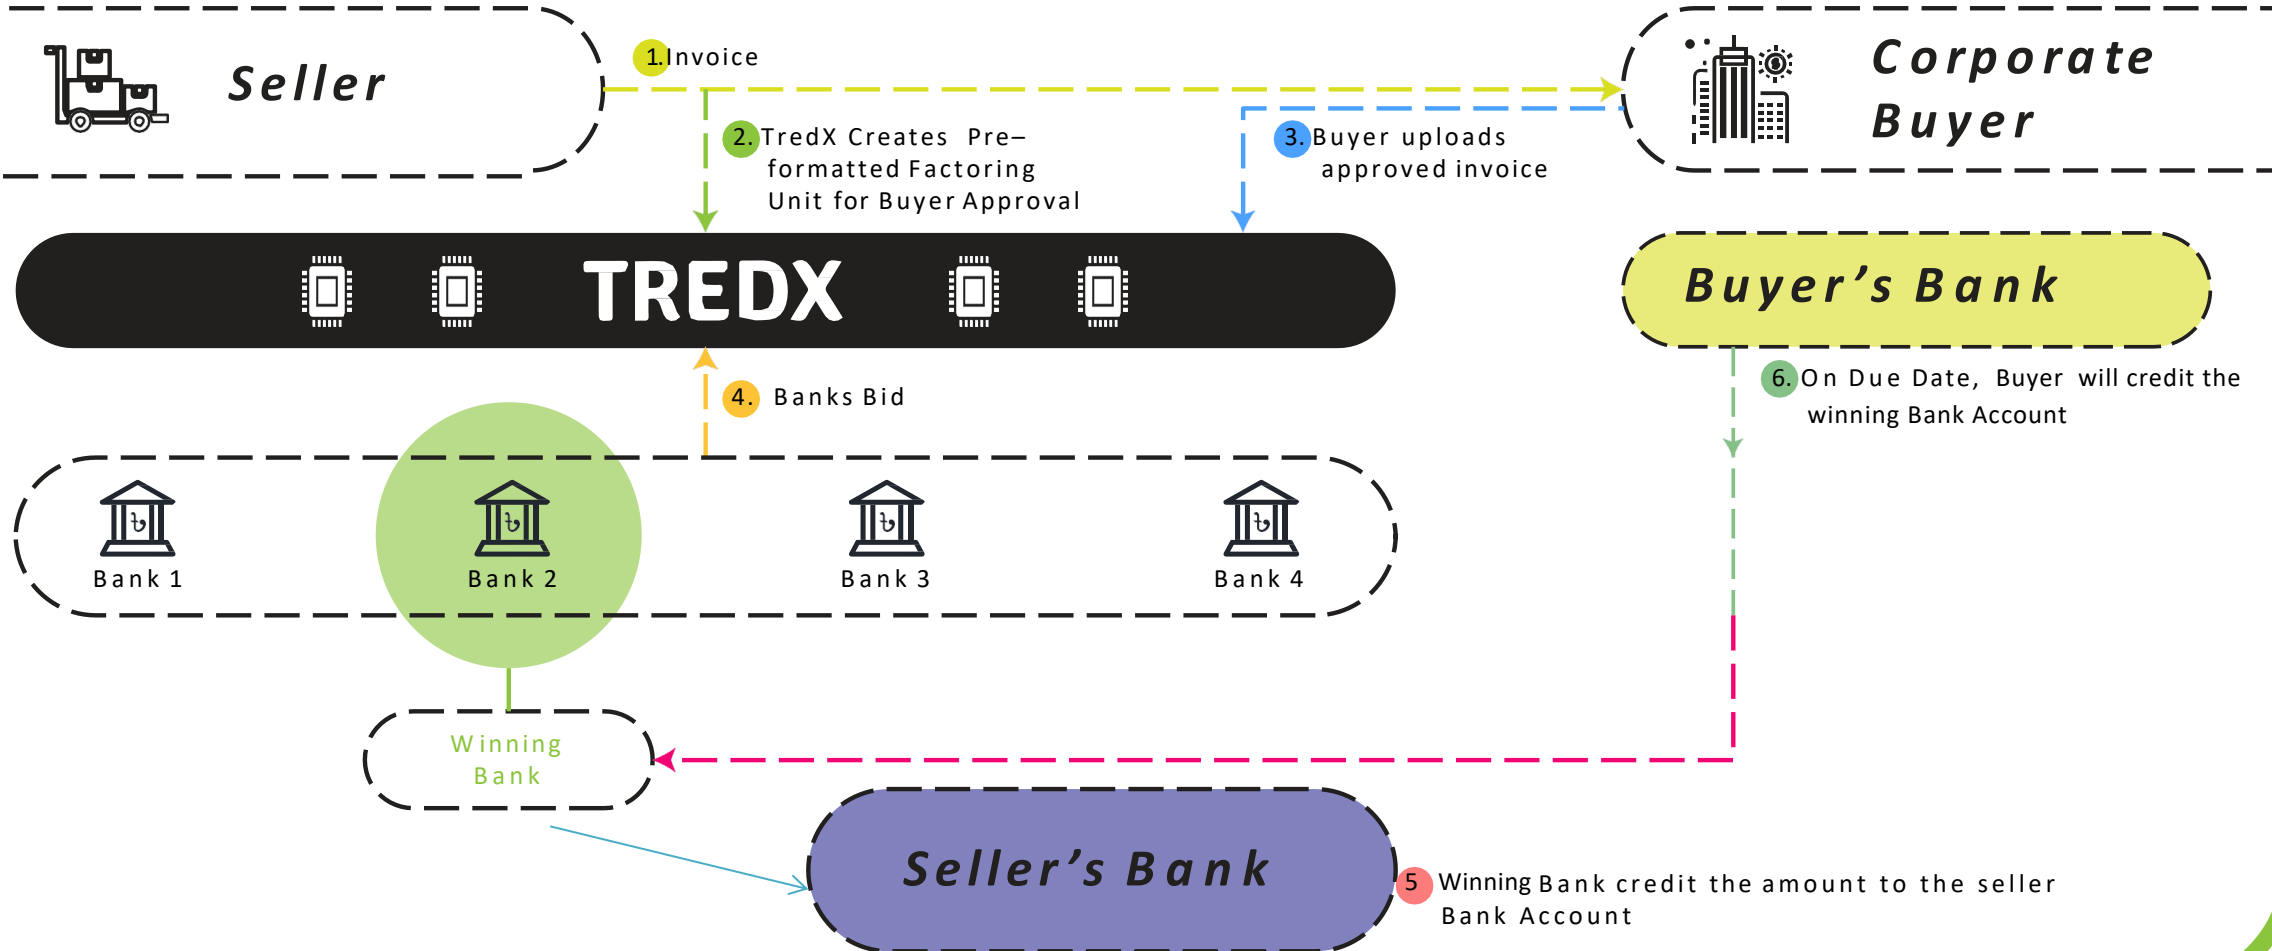 Seller
1. Invoice
Corporate
Buyer
2. TredX Creates Pre–
formatted Factoring
Unit for Buyer Approval
3. Buyer uploads
approved invoice
TREDX
Buyer’s Bank
4. Banks Bid
6. On Due Date, Buyer will credit the
winning Bank Account
৳
৳
৳
৳
Bank 1
Bank 2
Bank 3
Bank 4
Winning
Bank
Seller’s Bank
5 Winning Bank credit the amount to the seller
Bank Account